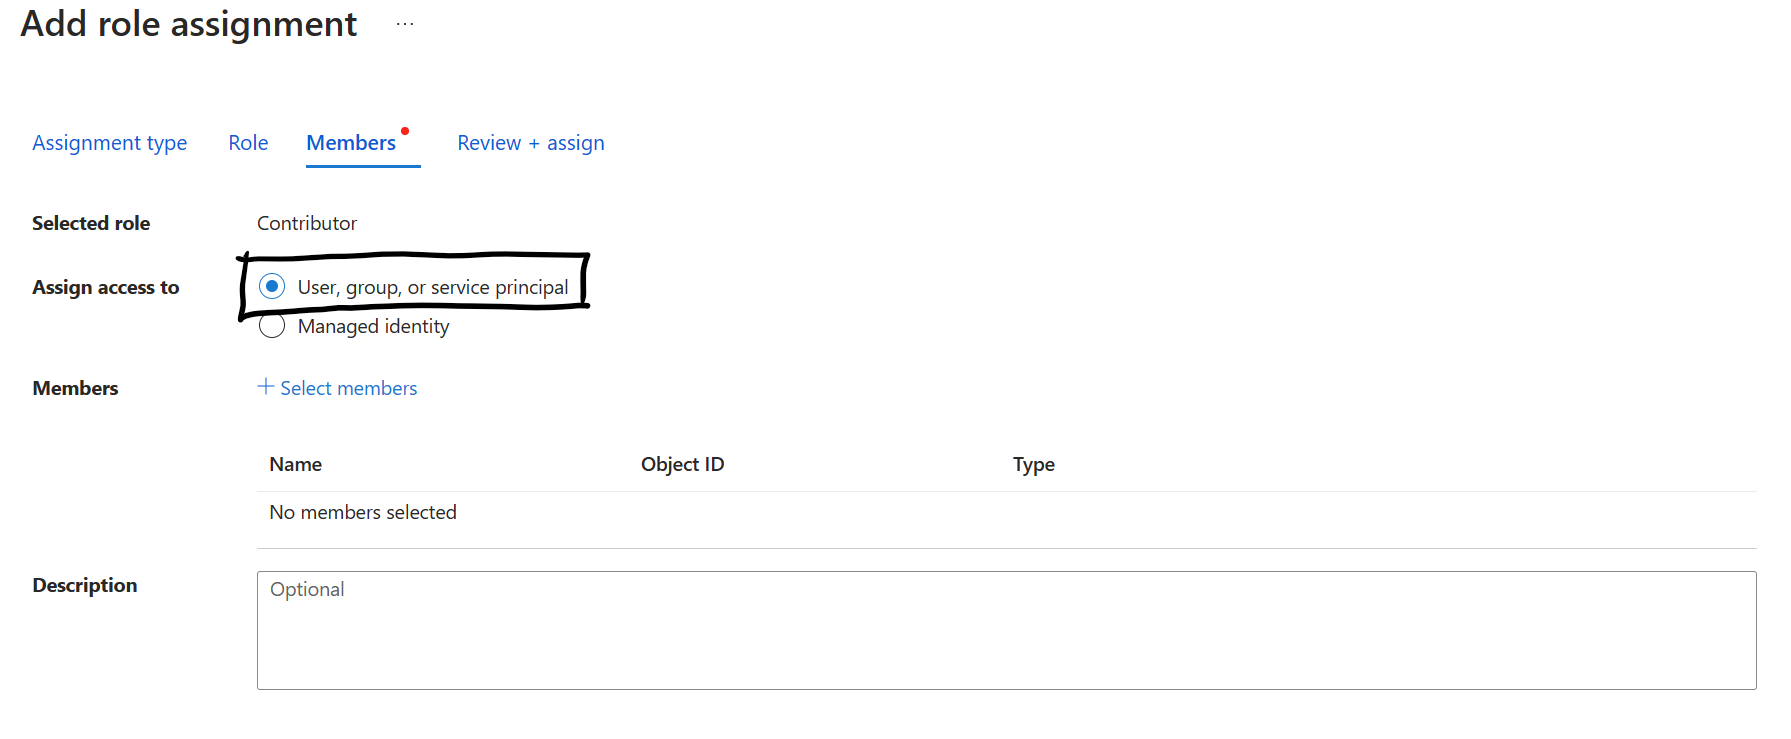 Add role assignment ...
Assignment type Role Members Review + assign
Selected role Contributor
Assign access to User, group, or service principal
Managed identity
Members + Select members
Name Object ID Type
No members selected
Description Optional